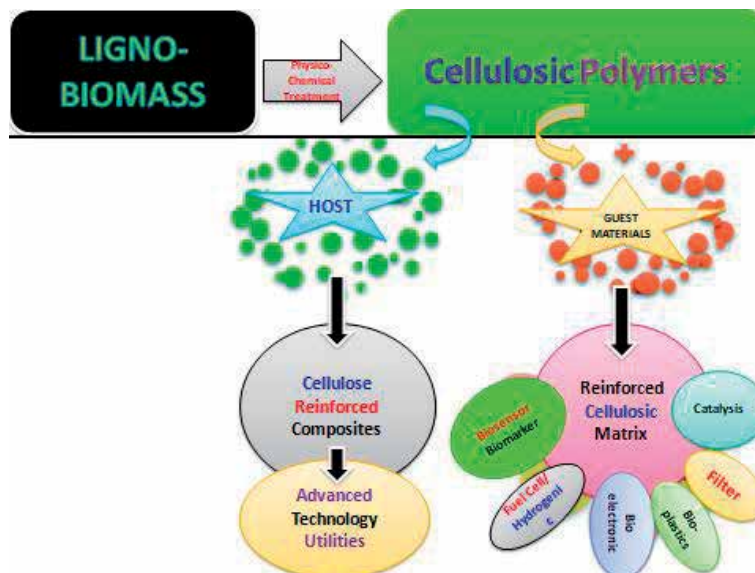 LIGNO-
BIOMASS
Physico-
Chemical
Treatment
Cellulosic Polymers
HOST
GUEST
MATERIALS
Cellulose
Reinforced
Composites
Advanced
Technology
Utilities
Reinforced
Cellulosic
Matrix
Catalysis
Biosensor
Biomarker
Filter
Fuel Cell/
Hydrogeni
c
Bio
electronic
Bio-
plastics